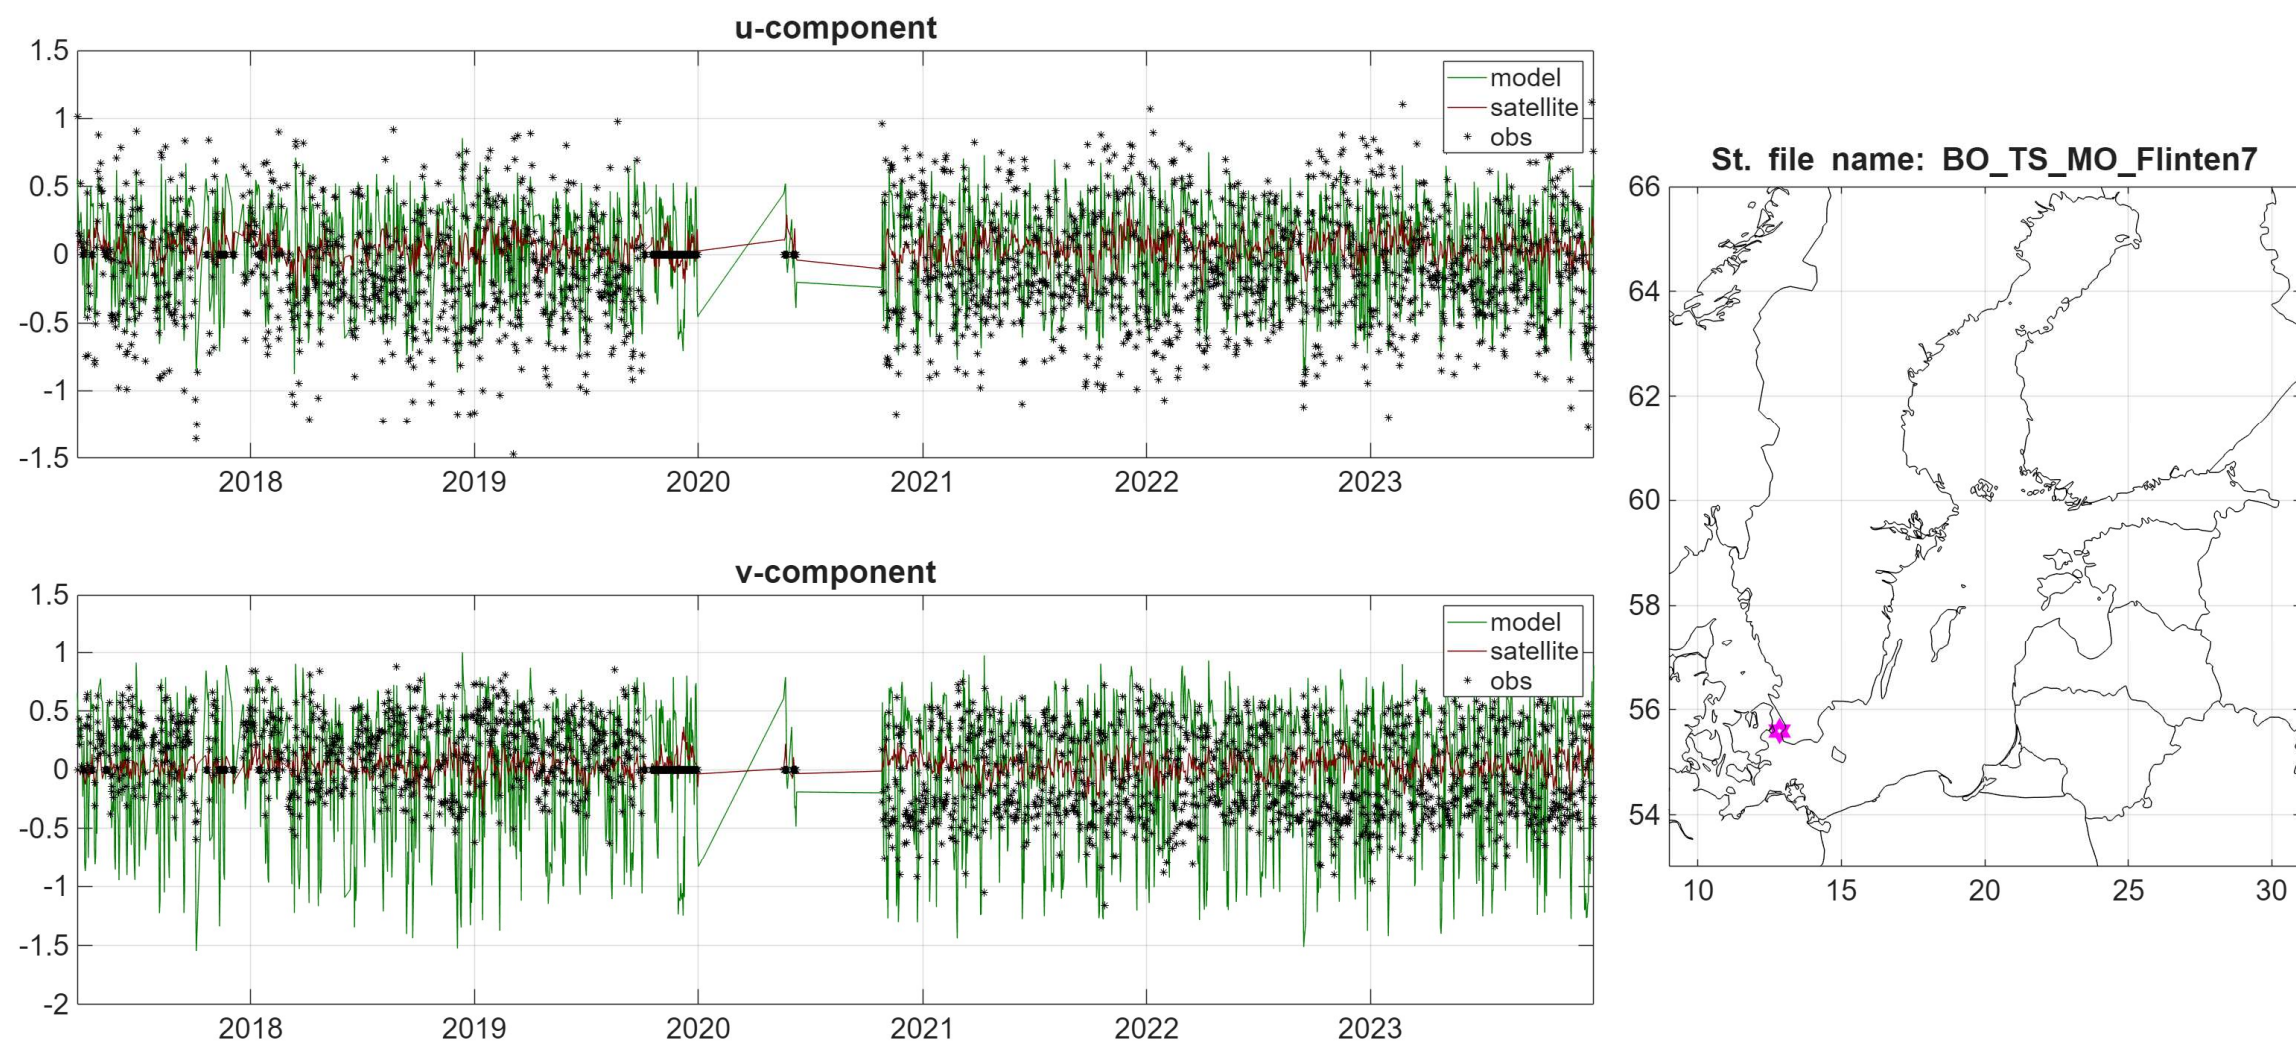 u-component
1.5
1
0.5
0
-0.5
-1
-1.5
2018 2019 2020 2021 2022 2023
model
satellite
obs
v-component
1.5
1
0.5
0
-0.5
-1
-1.5
-2
2018 2019 2020 2021 2022 2023
model
satellite
obs
St. file name: BO_TS_MO_Flinten7
66
64
62
60
58
56
54
10 15 20 25 30